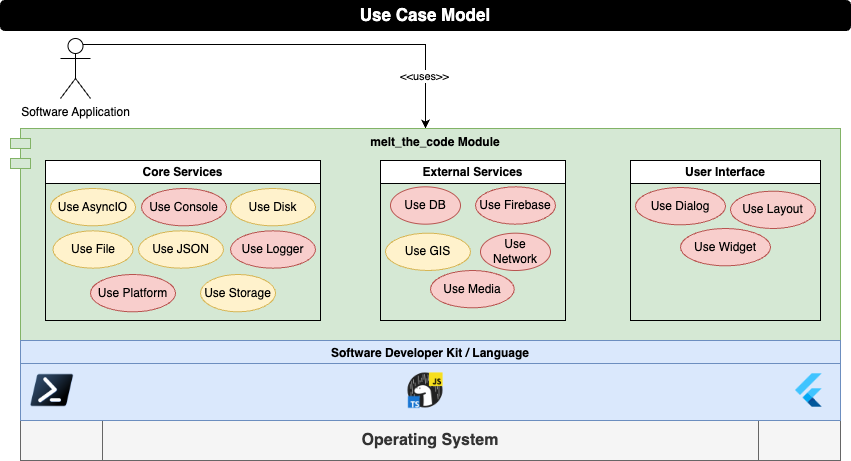 Use Case Model
<<uses>>
Software Application
melt_the_code Module
Core Services
External Services
User Interface
Use AsyncIO
Use Console
Use Disk
Use File
Use JSON
Use Logger
Use Platform
Use Storage
Use DB
Use Firebase
Use GIS
Use
Network
Use Media
Use Dialog
Use Layout
Use Widget
Software Developer Kit / Language
JS
TS
Operating System